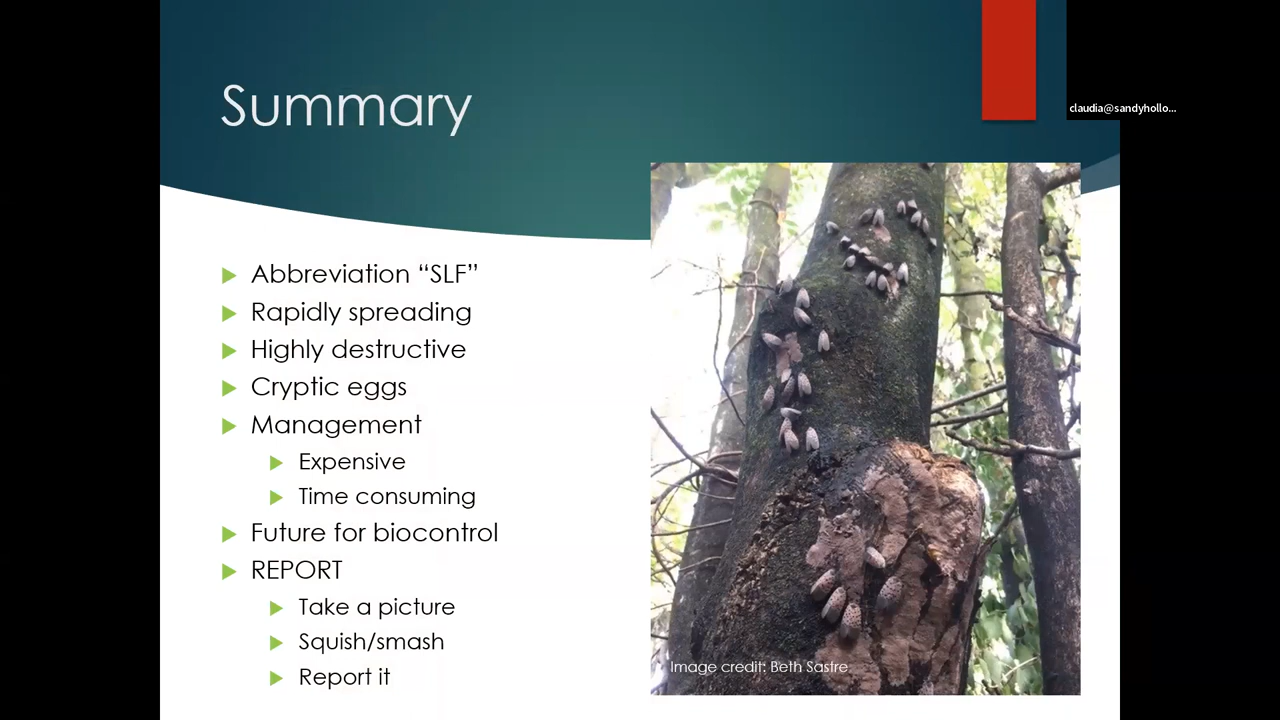 Summary
claudia@sandyhollo...
Abbreviation “SLF”
Rapidly spreading
Highly destructive
Cryptic eggs
Management
Expensive
Time consuming
Future for biocontrol
REPORT
Take a picture
Squish/smash
Report it
Image credit: Beth Sastre